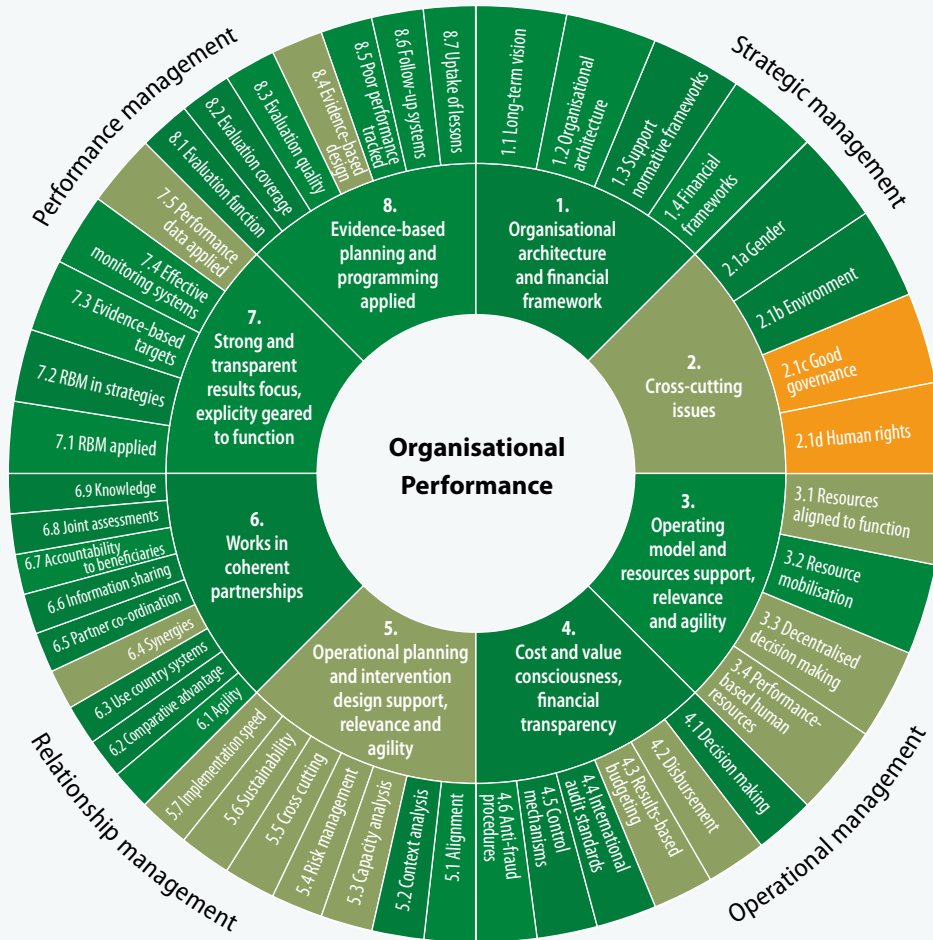 Organisational
Performance
Strategic management
1.
Organisational
architecture
and financial
framework
1.1 Long-term vision
1.2 Organisational
architecture
1.3 Support
normative frameworks
1.4 Financial
frameworks
2.
Cross-cutting
issues
2.1a Gender
2.1b Environment
2.1c Good
governance
2.1d Human rights
Operational management
3.
Operating
model and
resources support,
relevance
and agility
3.1 Resources
aligned to function
3.2 Resource
mobilisation
3.3 Decentralised
decision making
3.4 Performance-
based human
resources
4.
Cost and value
consciousness,
financial
transparency
4.1 Decision making
4.2 Disbursement
4.3 Results-based
budgeting
4.4 International
audit standards
4.5 Control
mechanisms
4.6 Anti-fraud
procedures
Relationship management
5.
Operational planning
and intervention
design support,
relevance and
agility
5.1 Alignment
5.2 Context analysis
5.3 Capacity analysis
5.4 Risk management
5.5 Cross cutting
5.6 Sustainability
5.7 Implementation speed
6.
Works in
coherent
partnerships
6.1 Agility
6.2 Comparative advantage
6.3 Use country systems
6.4 Synergies
6.5 Partner co-ordination
6.6 Information sharing
6.7 Accountability
to beneficiaries
6.8 Joint assessments
6.9 Knowledge
Performance management
7.
Strong and
transparent
results focus,
explicity geared
to function
7.1 RBM applied
7.2 RBM in strategies
7.3 Evidence-based
targets
7.4 Effective
monitoring systems
7.5 Performance
data applied
8.
Evidence-based
planning and
programming
applied
8.1 Evaluation function
8.2 Evaluation coverage
8.3 Evaluation quality
8.4 Evidence-based
design
8.5 Poor performance
tracked
8.6 Follow-up systems
8.7 Uptake of lessons